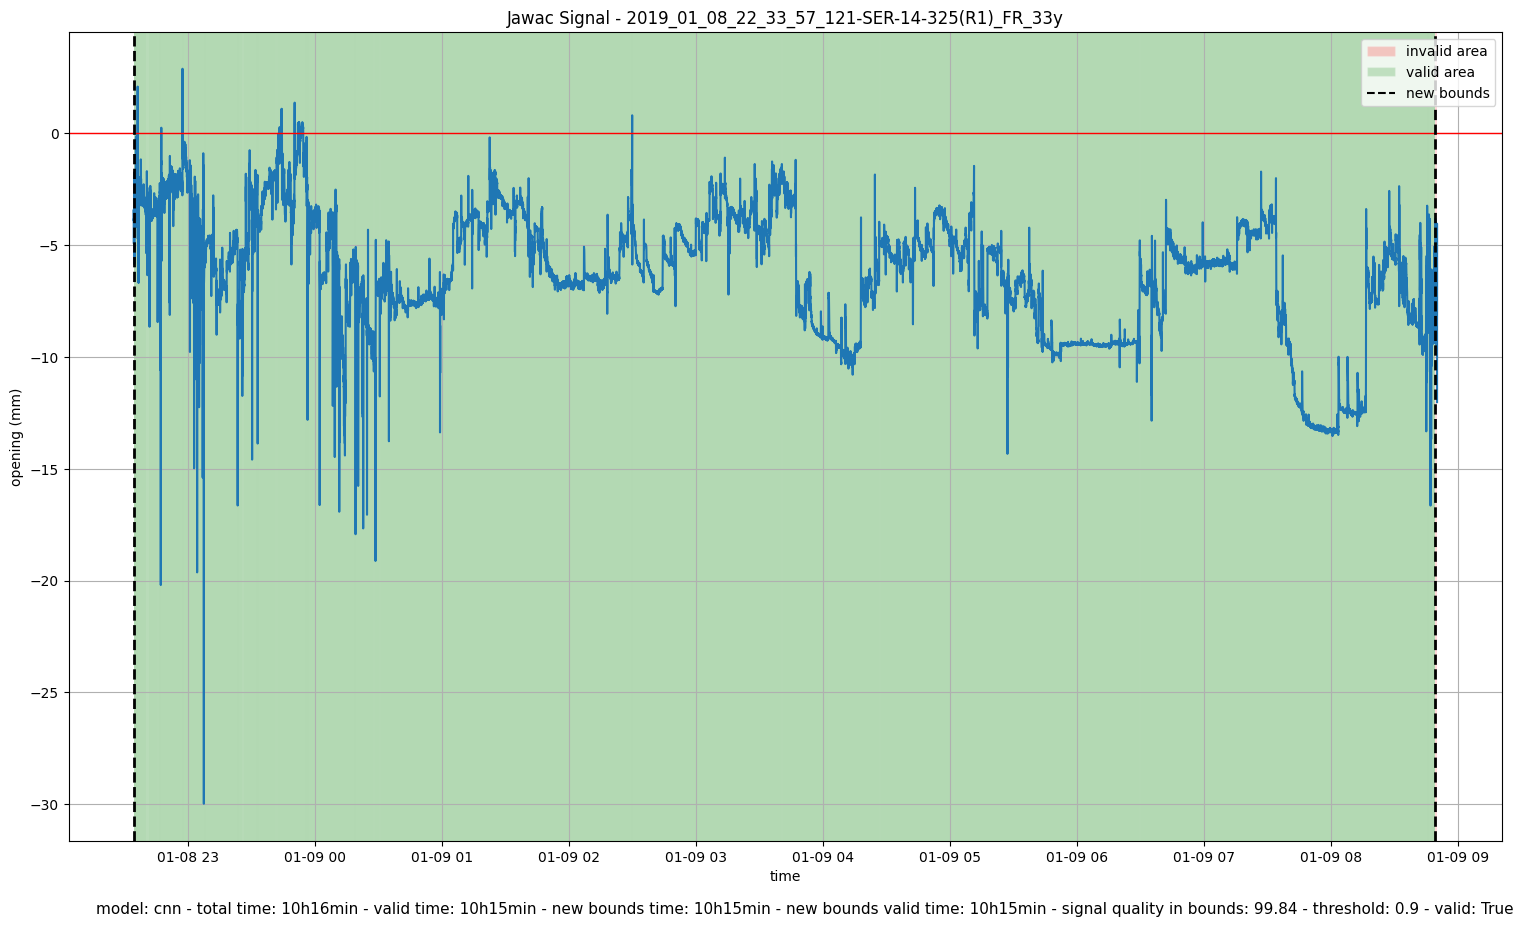 Jawac Signal - 2019_01_08_22_33_57_121-SER-14-325(R1)_FR_33y
invalid area
valid area
new bounds
opening (mm)
0
−5
−10
−15
−20
−25
−30
01-08 23
01-09 00
01-09 01
01-09 02
01-09 03
01-09 04
01-09 05
01-09 06
01-09 07
01-09 08
01-09 09
time
model: cnn - total time: 10h16min - valid time: 10h15min - new bounds time: 10h15min - new bounds valid time: 10h15min - signal quality in bounds: 99.84 - threshold: 0.9 - valid: True